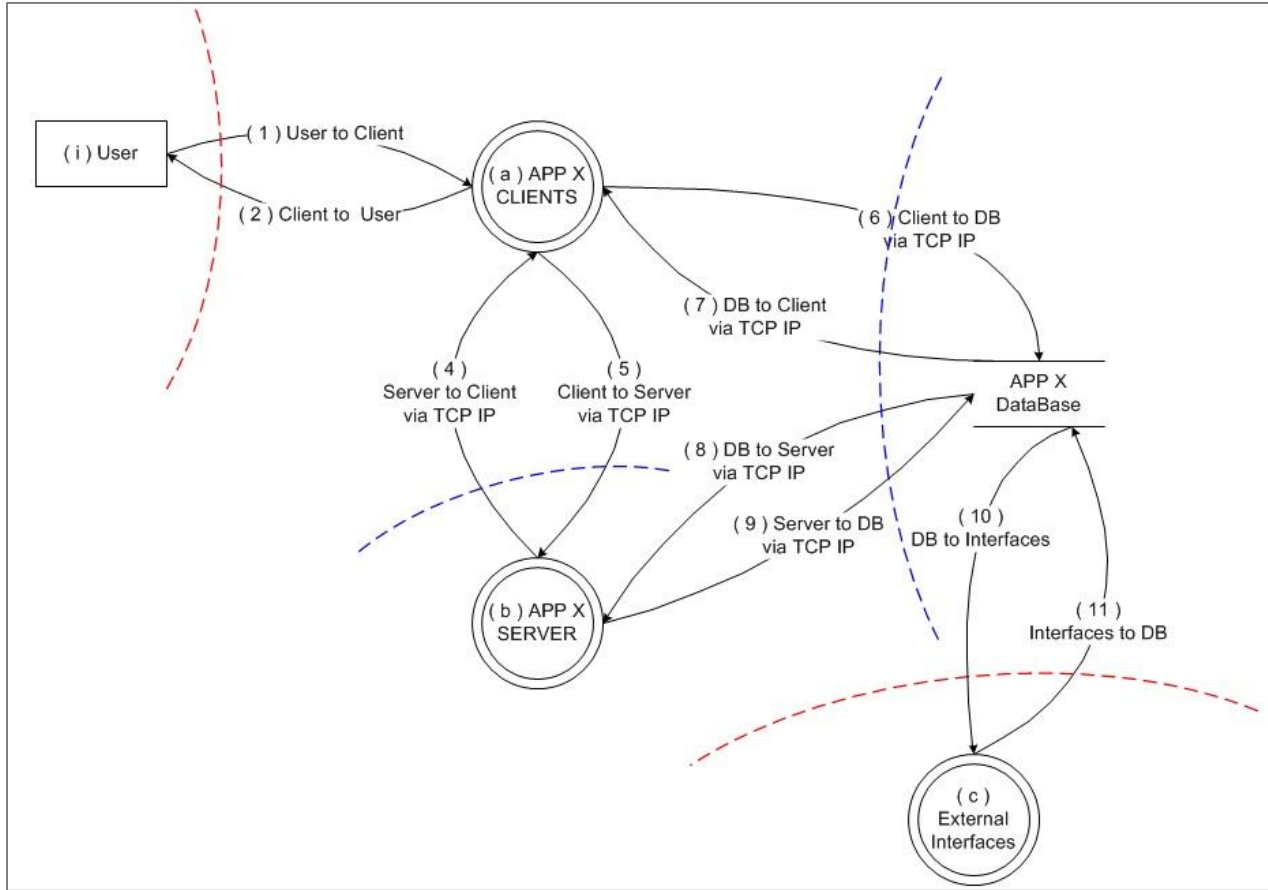 ( i ) User
( 1 ) User to Client
( 2 ) Client to User
( a ) APP X
CLIENTS
( 6 ) Client to DB
via TCP IP
( 7 ) DB to Client
via TCP IP
( 4 )
Server to Client
via TCP IP
( 5 )
Client to Server
via TCP IP
APP X
DataBase
( 8 ) DB to Server
via TCP IP
( 9 ) Server to DB
via TCP IP
( 10 )
DB to Interfaces
( b ) APP X
SERVER
( 11 )
Interfaces to DB
( c )
External
Interfaces